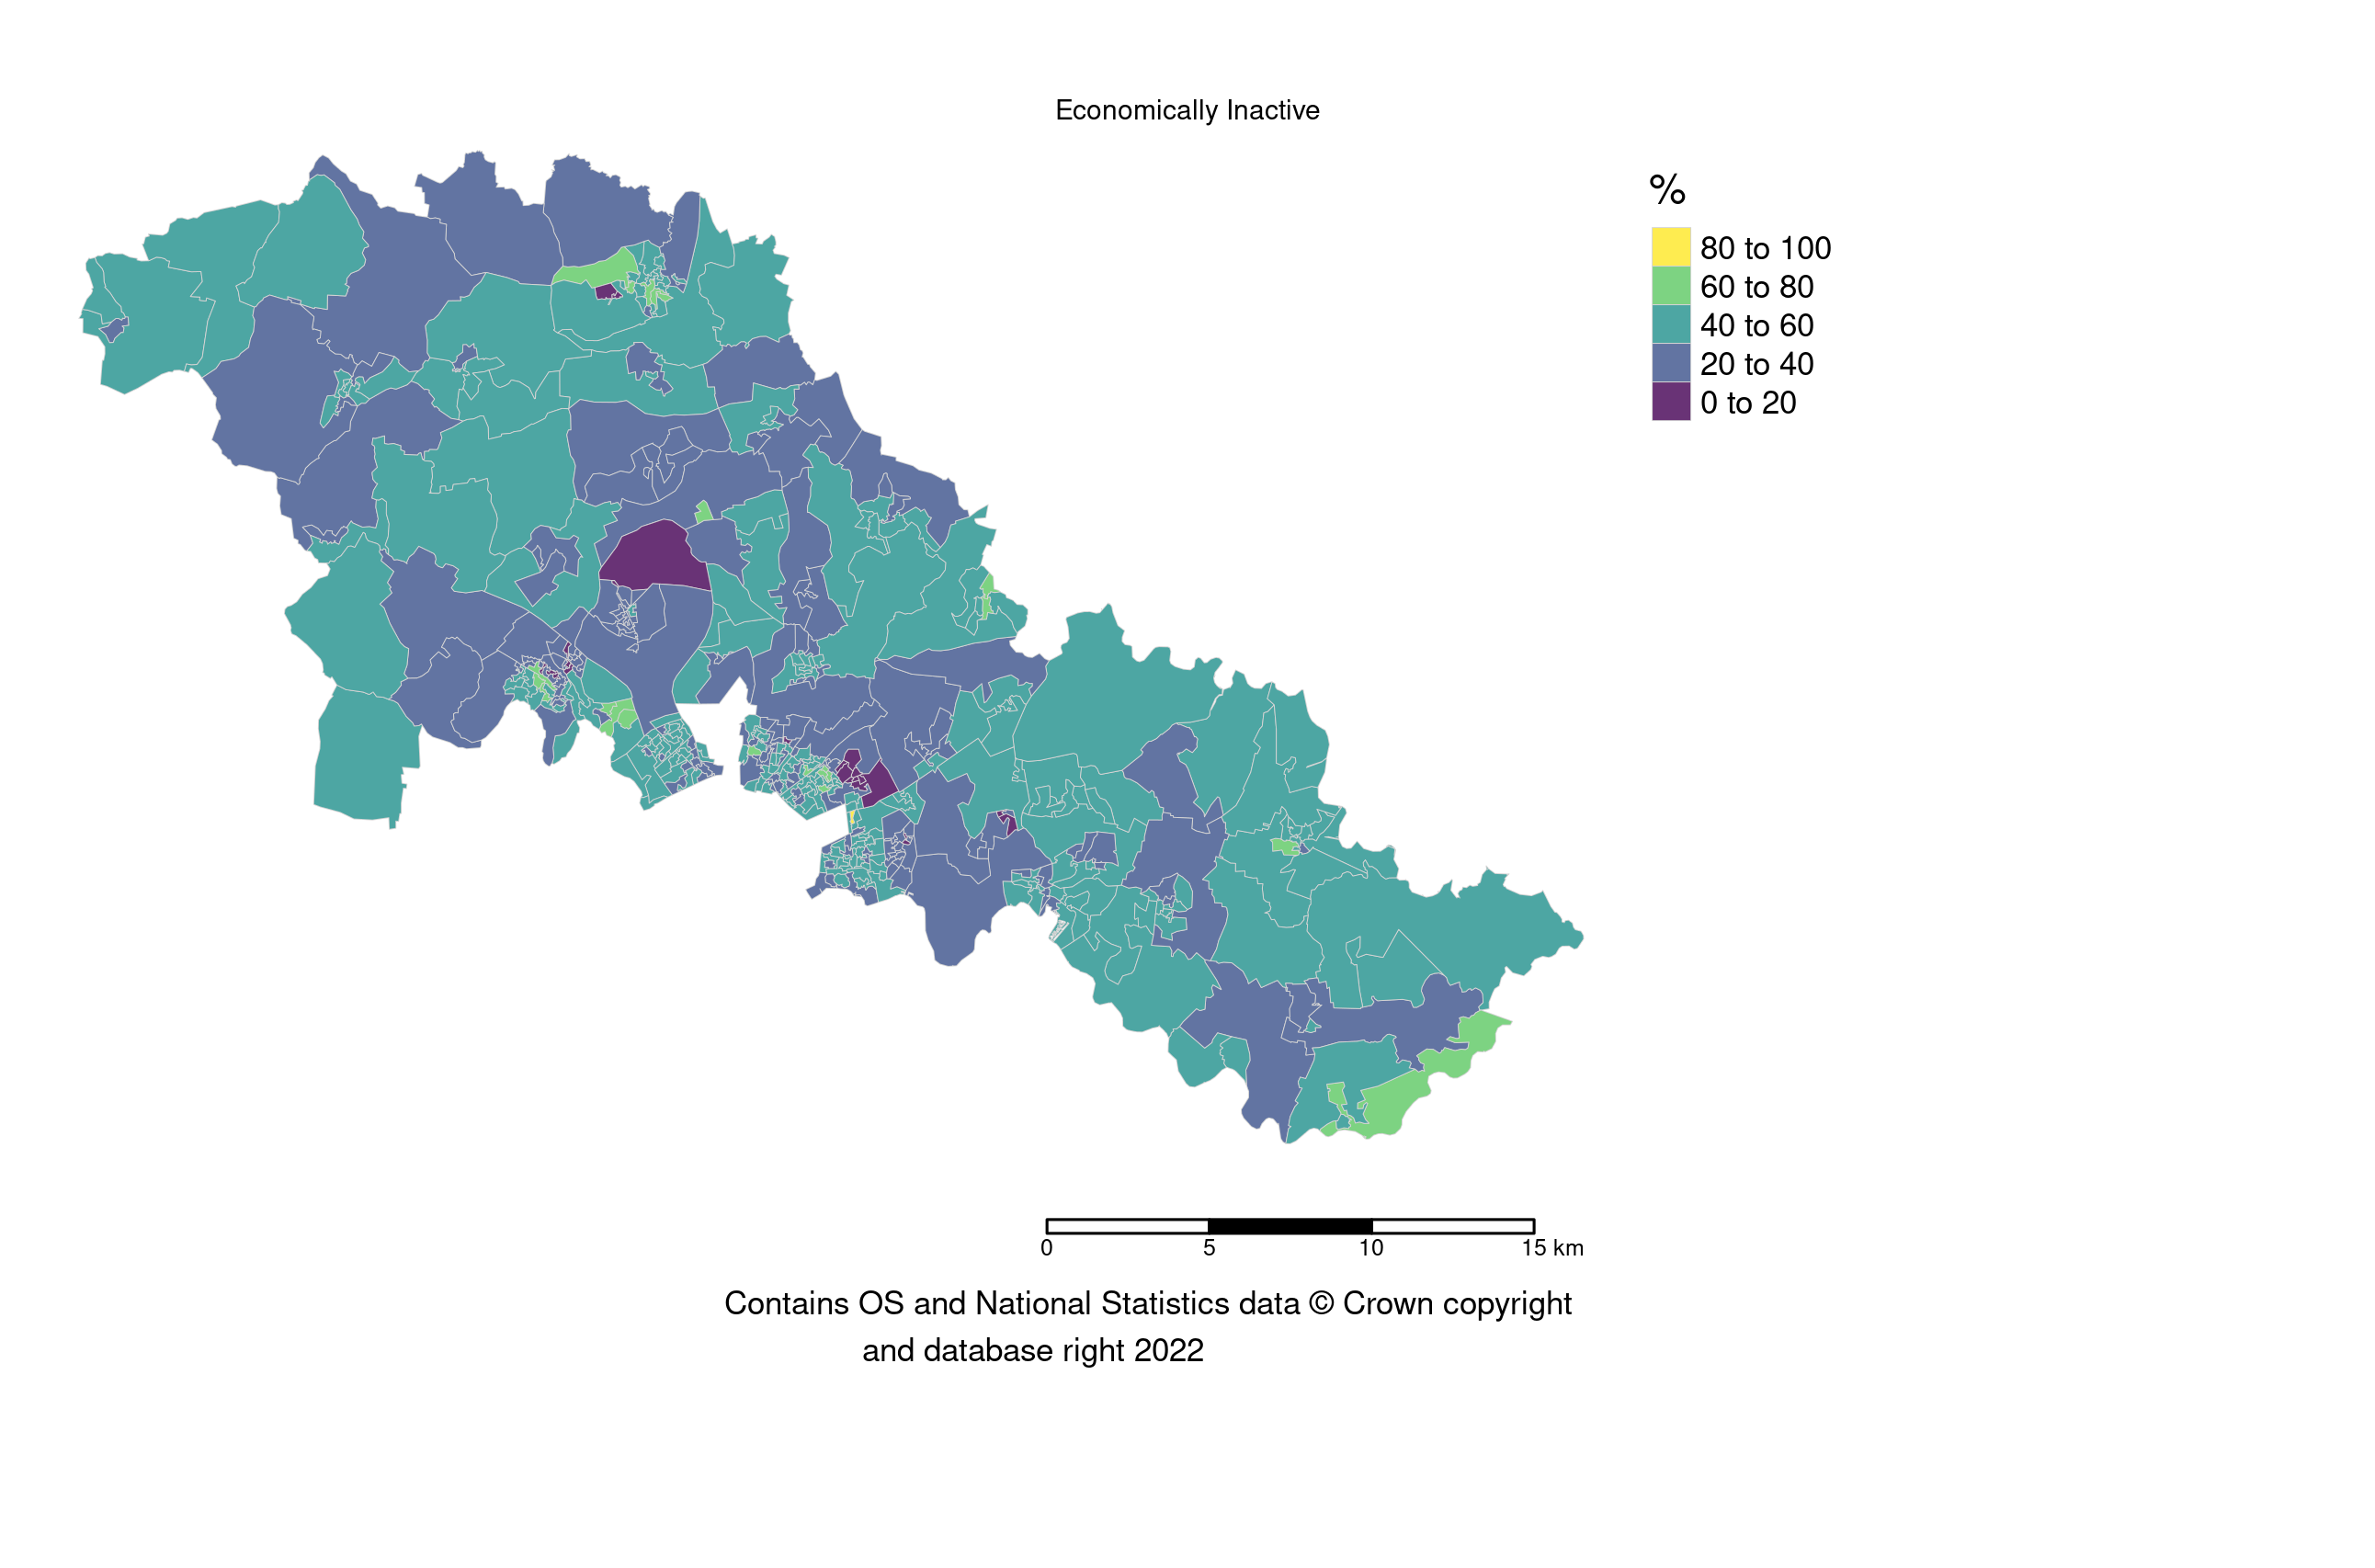 Economically Inactive
%
80 to 100
60 to 80
40 to 60
20 to 40
0 to 20
0 5 10 15 km
Contains OS and National Statistics data © Crown copyright
and database right 2022